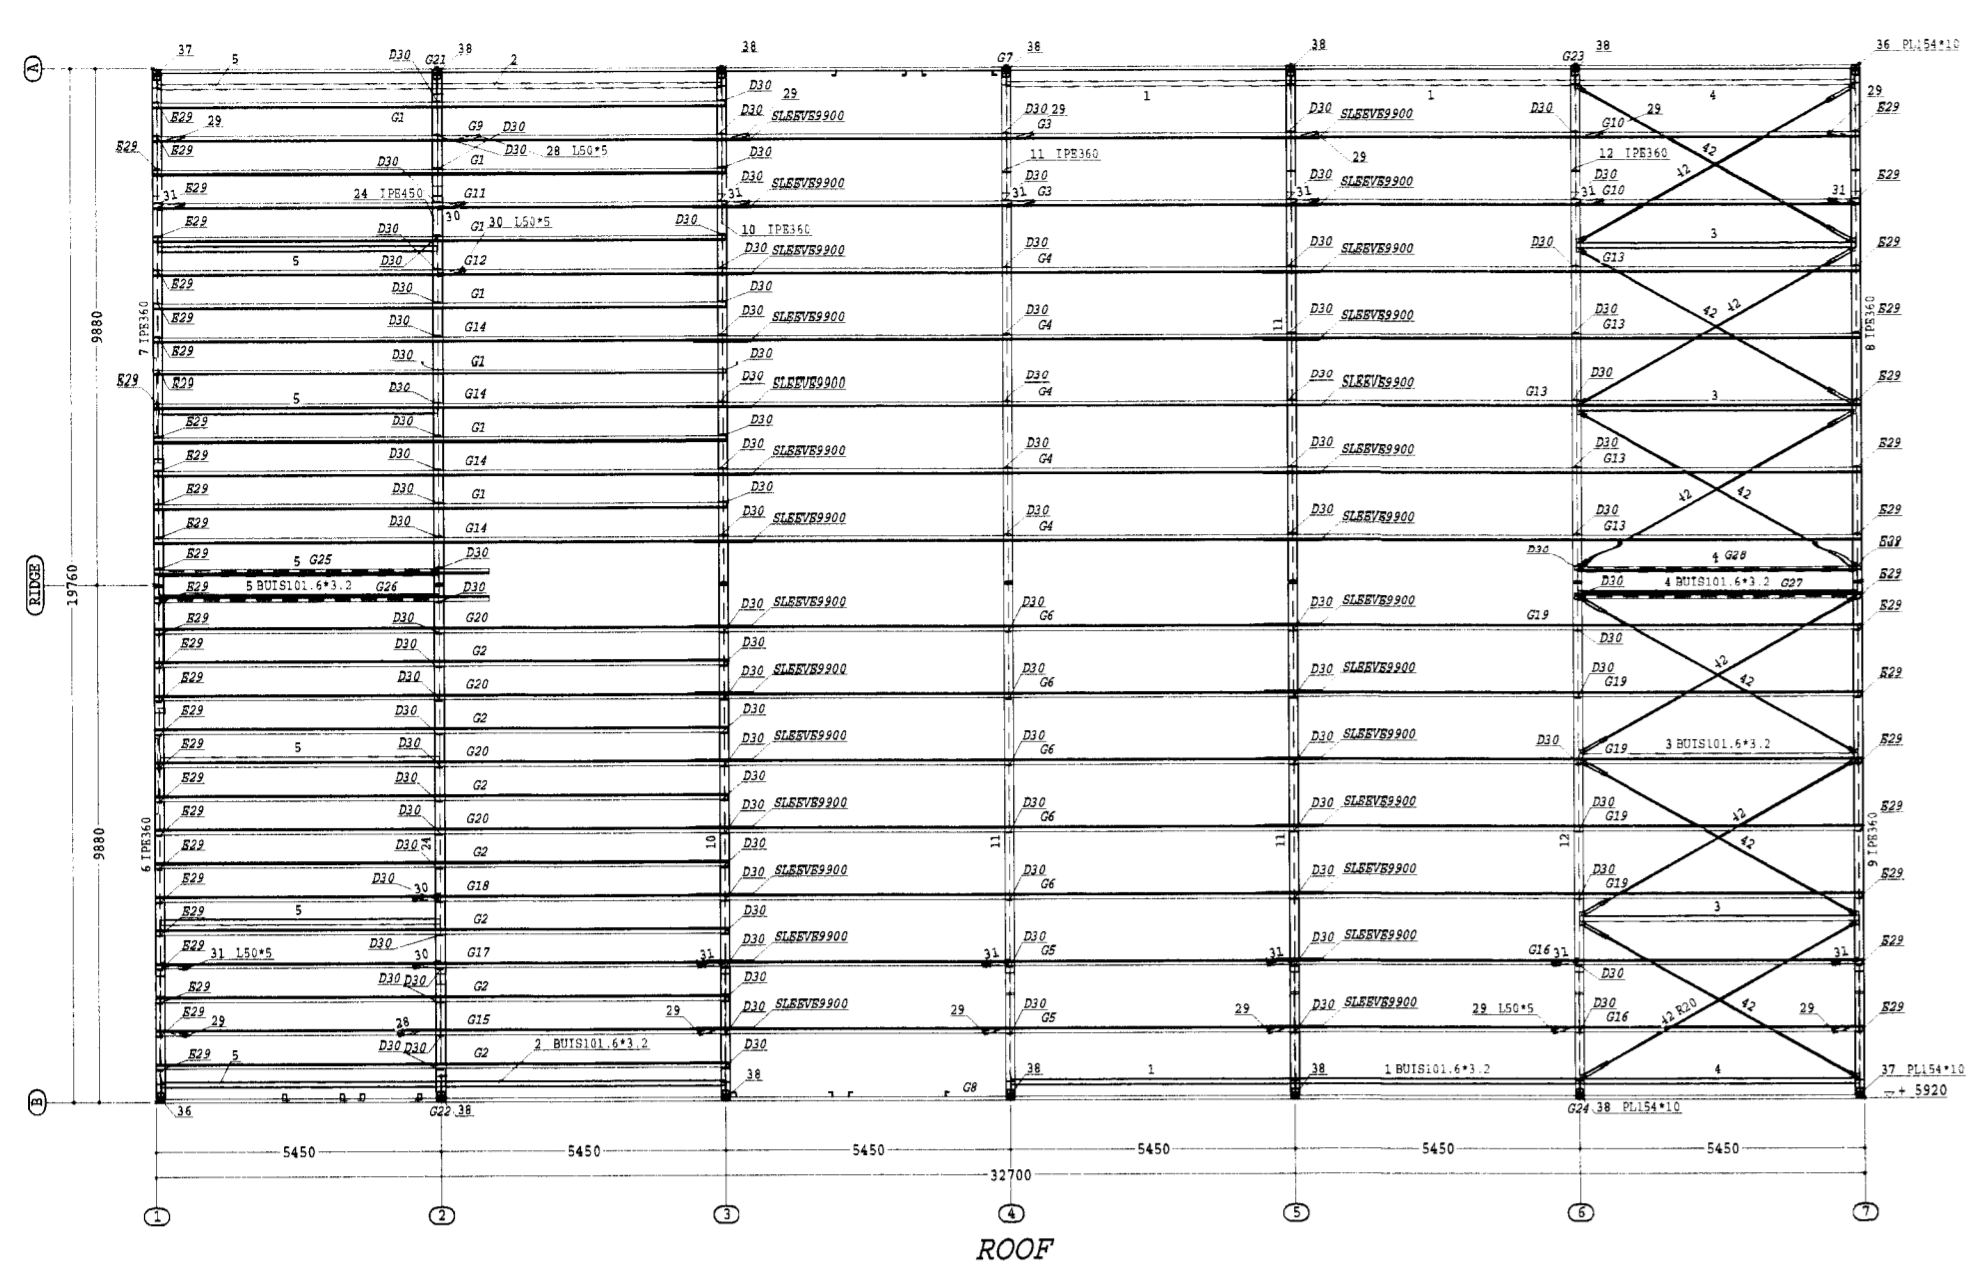 37 5 D30 G21 38 2 38 G7 38 38 G23 38 36 PL154*10
A
D30 29 1 1 4 29
E29 29 G1 G9 D30 D30 SLEEVE9900 D30 29 G3 D30 SLEEVE9900 D30 G10 29 E29
E29 E29 D30 D30 28 L50*5 G1 D30 11 IPE360 29 12 IPE360 42 42
31 E29 24 IPE450 G11 31 D30 SLEEVE9900 31 D30 G3 31 D30 SLEEVE9900 31 D30 G10 31 E29
E29 D30 30 G1 30 L50*5 D30 10 IPE360 3
5 D30 G12 D30 SLEEVE9900 D30 G4 D30 SLEEVE9900 D30 G13 E29
E29 D30 G1 D30
7 IPE360 E29 D30 G14 D30 SLEEVE9900 D30 G4 11 D30 SLEEVE9900 D30 G13 42 42 E29 8 IPE360
E29 D30 G1 D30
E29 E29 5 D30 G14 D30 SLEEVE9900 D30 G4 D30 SLEEVE9900 G13 D30 3 E29
E29 D30 G1 D30
E29 D30 G14 D30 SLEEVE9900 D30 G4 D30 SLEEVE9900 D30 G13 E29
E29 D30 G1 D30 42 42
E29 D30 G14 D30 SLEEVE9900 D30 G4 D30 SLEEVE9900 D30 G13 E29
E29 5 G25 D30 D30 4 G28
RIDGE
E29 5 BUIS101.6*3.2 G26 D30 D30 4 BUIS101.6*3.2 G27 E29
9880
19760
9880
E29 D30 G20 D30 SLEEVE9900 D30 G6 D30 SLEEVE9900 G19 D30 E29
E29 D30 G2 D30 42
E29 D30 G20 D30 SLEEVE9900 D30 G6 D30 SLEEVE9900 D30 G19 42 E29
E29 D30 G2 D30
E29 5 D30 G20 D30 SLEEVE9900 D30 G6 D30 SLEEVE9900 D30 G19 3 BUIS101.6*3.2 E29
E29 D30 G2 D30
6 IPE360 E29 D30 G20 10 D30 SLEEVE9900 11 D30 G6 11 D30 SLEEVE9900 12 D30 G19 42 42 E29 9 IPE360
E29 D30 24 G2 D30
E29 D30 30 G18 D30 SLEEVE9900 D30 G6 D30 SLEEVE9900 D30 G19 E29
E29 5 G2 D30 3
E29 31 L50*5 D30 30 G17 31 D30 SLEEVE9900 31 D30 G5 31 D30 SLEEVE9900 G16 31 D30 31 E29
E29 D30 D30 G2 D30
E29 29 28 G15 29 D30 SLEEVE9900 29 D30 G5 29 D30 SLEEVE9900 29 L50*5 D30 G16 42 R20 42 29 E29
E29 5 D30 D30 G2 2 BUIS101.6*3.2 D30
38 G8 38 1 38 1 BUIS101.6*3.2 4 37 PL154*10
B
36 G22 38 G24 38 PL154*10 + 5920
5450 5450 5450 5450 5450 5450
32700
1 2 3 4 5 6 7
ROOF